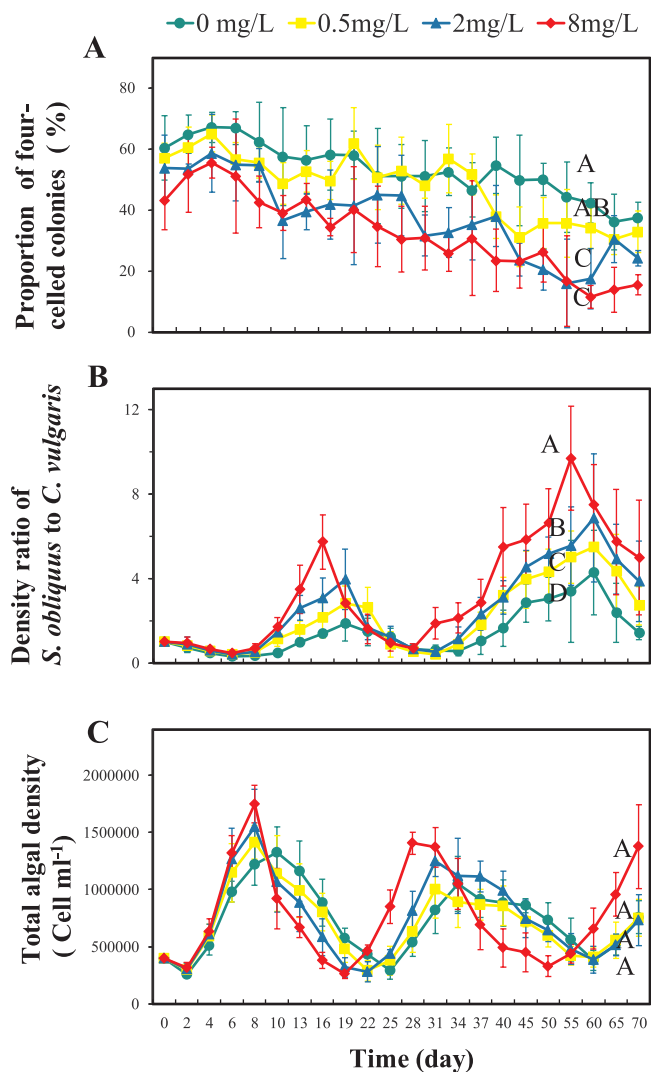 0 mg/L 0.5mg/L 2mg/L 8mg/L
A
Proportion of four-
celled colonies ( %)
80
60
40
20
0
A
AB
C
C
B
Density ratio of
S. obliquus to C. vulgaris
12
8
4
0
A
B
C
D
C
Total algal density
( Cell ml-1)
2000000
1500000
1000000
500000
0
A
A
A
A
0 2 4 6 8 10 13 16 19 22 25 28 31 34 37 40 45 50 55 60 65 70
Time (day)